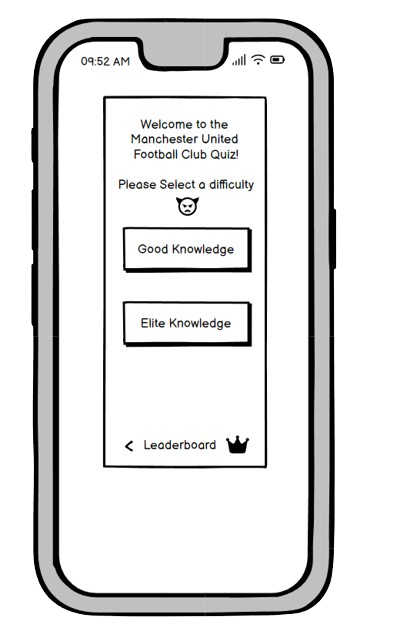 09:52 AM
Welcome to the
Manchester United
Football Club Quiz!
Please Select a difficulty
Good Knowledge
Elite Knowledge
< Leaderboard